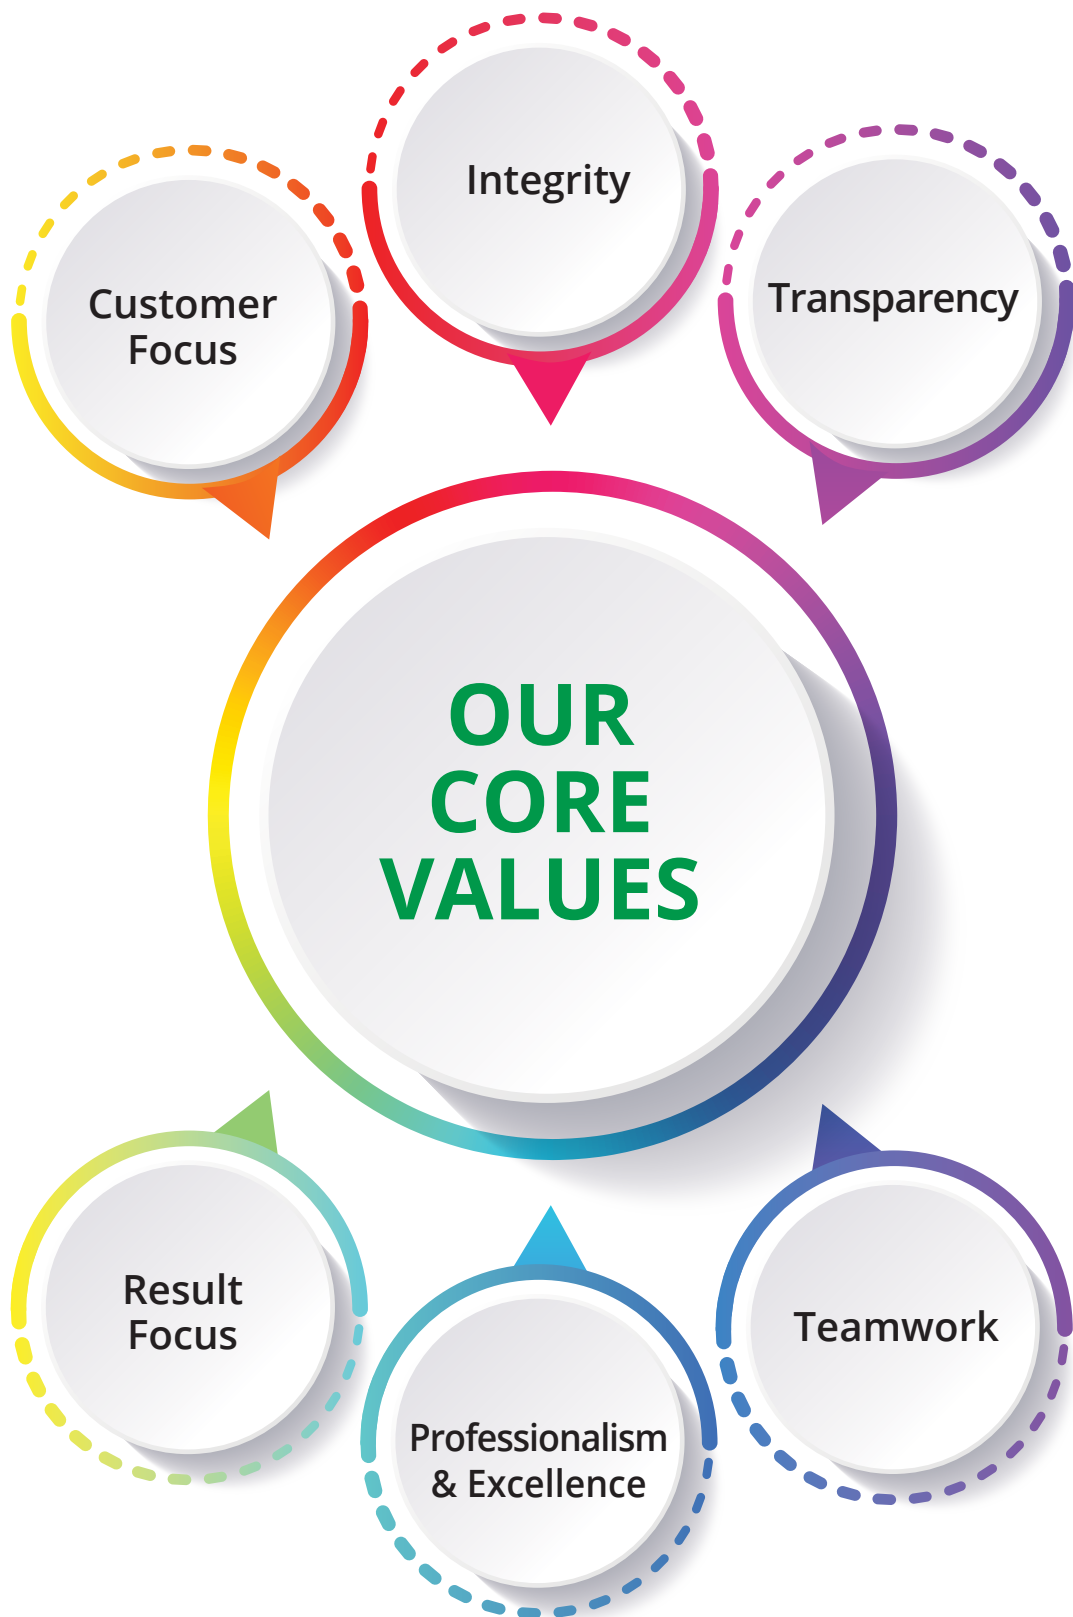 Integrity
Transparency
Customer
Focus
OUR
CORE
VALUES
Result
Focus
Teamwork
Professionalism
& Excellence